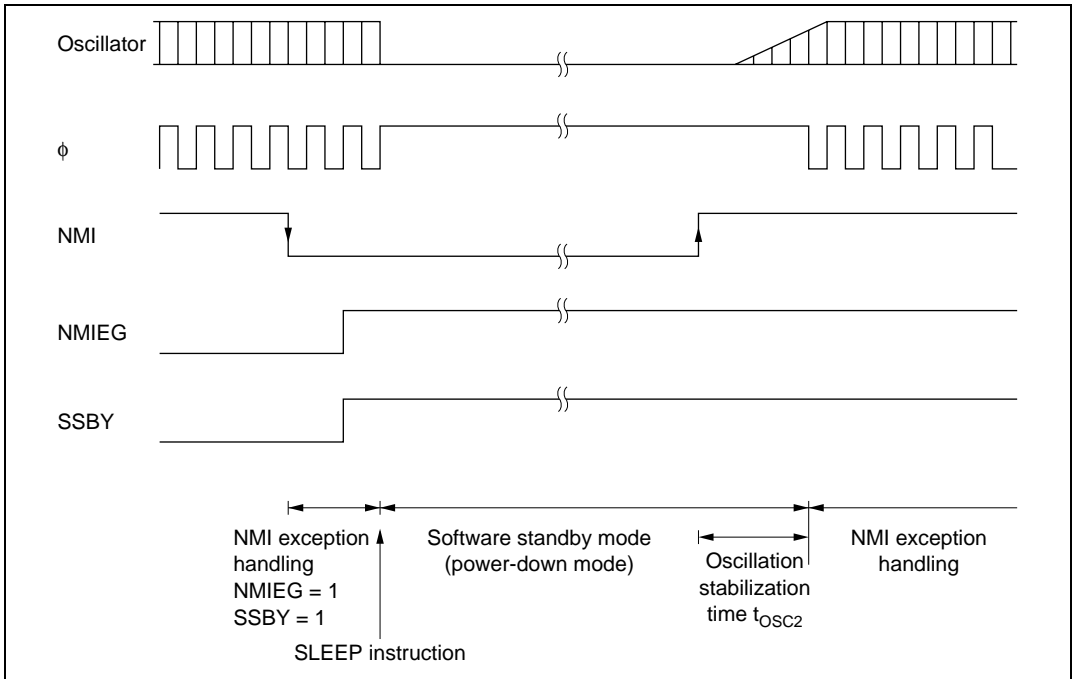 Oscillator
φ
NMI
NMIEG
SSBY
NMI exception
handling
NMIEG = 1
SSBY = 1
SLEEP instruction
Software standby mode
(power-down mode)
Oscillation
stabilization
time tOSC2
NMI exception
handling